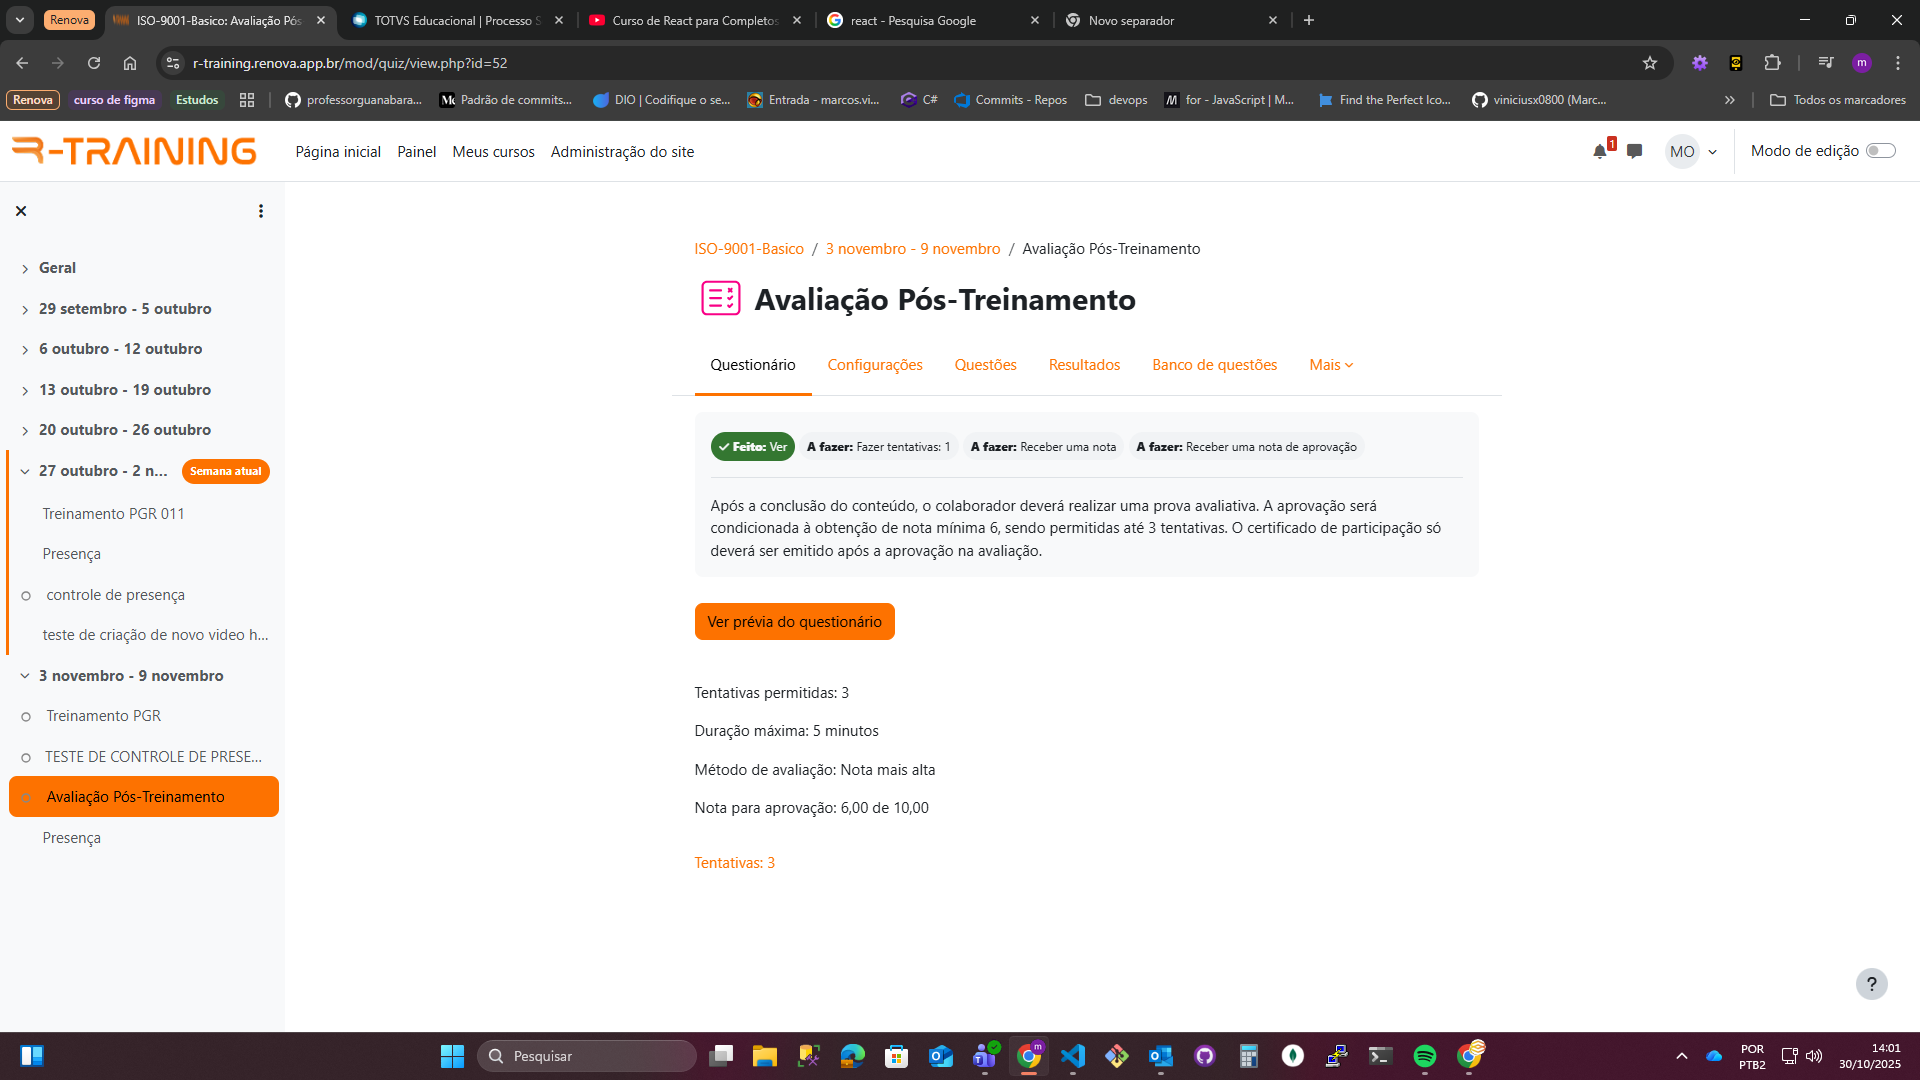 Renova
ISO-9001-Basico: Avaliação Pós
TOTVS Educacional | Processo S
Curso de React para Completos
react - Pesquisa Google
Novo separador
r-training.renova.app.br/mod/quiz/view.php?id=52
m
Renova
curso de figma
Estudos
professorguanabara...
Padrão de commits...
DIO | Codifique o se...
Entrada - marcos.vi...
C#
Commits - Repos
devops
for - JavaScript | M...
Find the Perfect Ico...
viniciusx0800 (Marc...
Todos os marcadores
R-TRAINING
Página inicial
Painel
Meus cursos
Administração do site
1
MO
Modo de edição
Geral
29 setembro - 5 outubro
6 outubro - 12 outubro
13 outubro - 19 outubro
20 outubro - 26 outubro
27 outubro - 2 n...
Semana atual
Treinamento PGR 011
Presença
controle de presença
teste de criação de novo video h...
3 novembro - 9 novembro
Treinamento PGR
TESTE DE CONTROLE DE PRESE...
Avaliação Pós-Treinamento
Presença
ISO-9001-Basico / 3 novembro - 9 novembro / Avaliação Pós-Treinamento
Avaliação Pós-Treinamento
Questionário
Configurações
Questões
Resultados
Banco de questões
Mais
Feito: Ver
A fazer: Fazer tentativas: 1
A fazer: Receber uma nota
A fazer: Receber uma nota de aprovação
Após a conclusão do conteúdo, o colaborador deverá realizar uma prova avaliativa. A aprovação será
condicionada à obtenção de nota mínima 6, sendo permitidas até 3 tentativas. O certificado de participação só
deverá ser emitido após a aprovação na avaliação.
Ver prévia do questionário
Tentativas permitidas: 3
Duração máxima: 5 minutos
Método de avaliação: Nota mais alta
Nota para aprovação: 6,00 de 10,00
Tentativas: 3
?
Pesquisar
POR
PTB2
14:01
30/10/2025